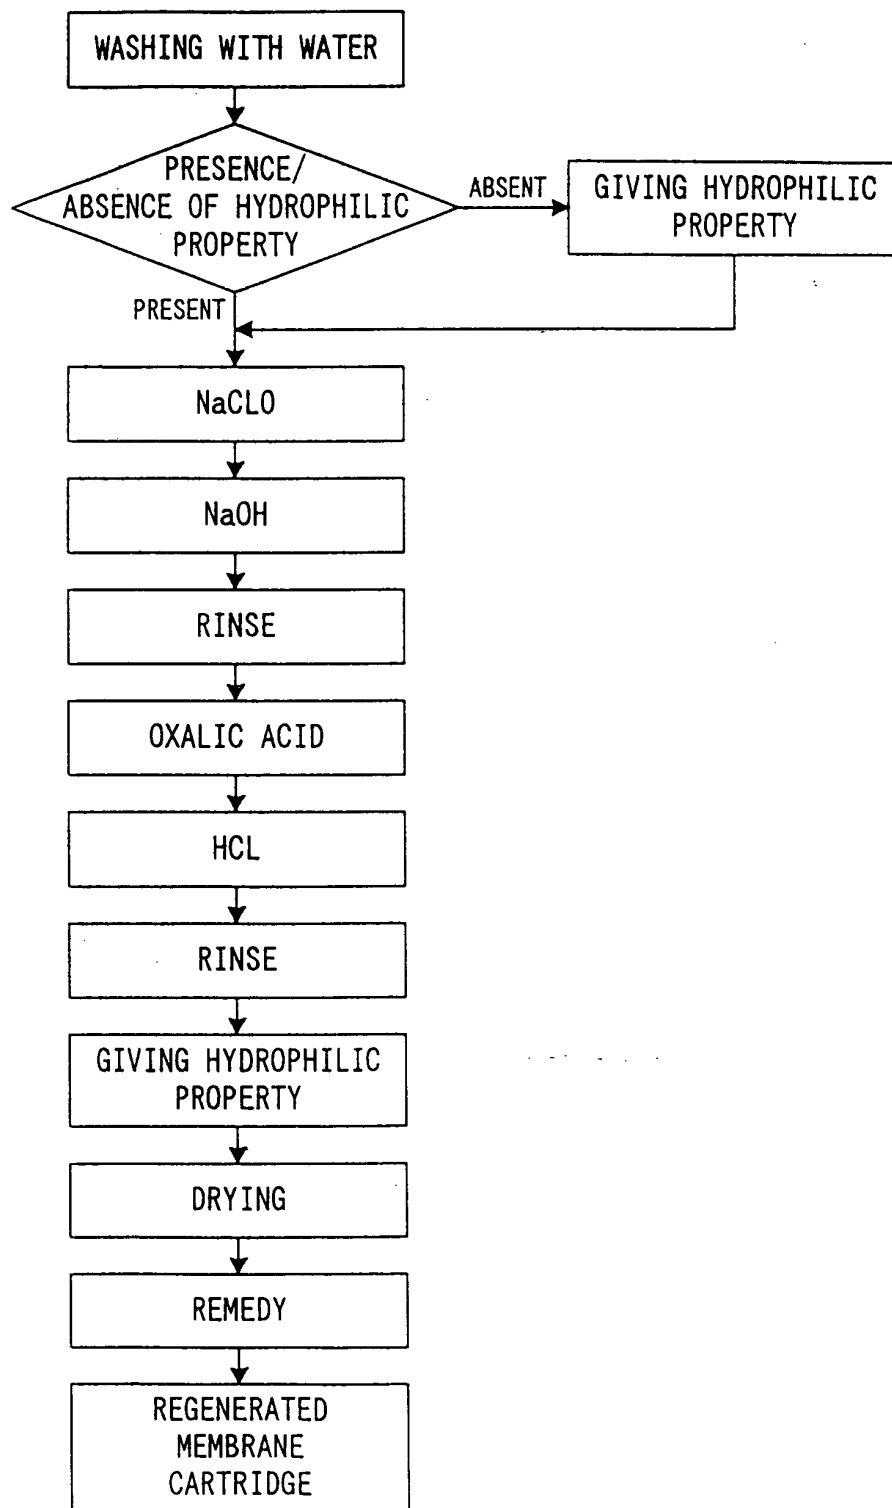 WASHING WITH WATER
PRESENCE/
ABSENCE OF HYDROPHILIC
PROPERTY
ABSENT
GIVING HYDROPHILIC
PROPERTY
PRESENT
NaCLO
NaOH
RINSE
OXALIC ACID
HCL
RINSE
GIVING HYDROPHILIC
PROPERTY
DRYING
REMEDY
REGENERATED
MEMBRANE
CARTRIDGE